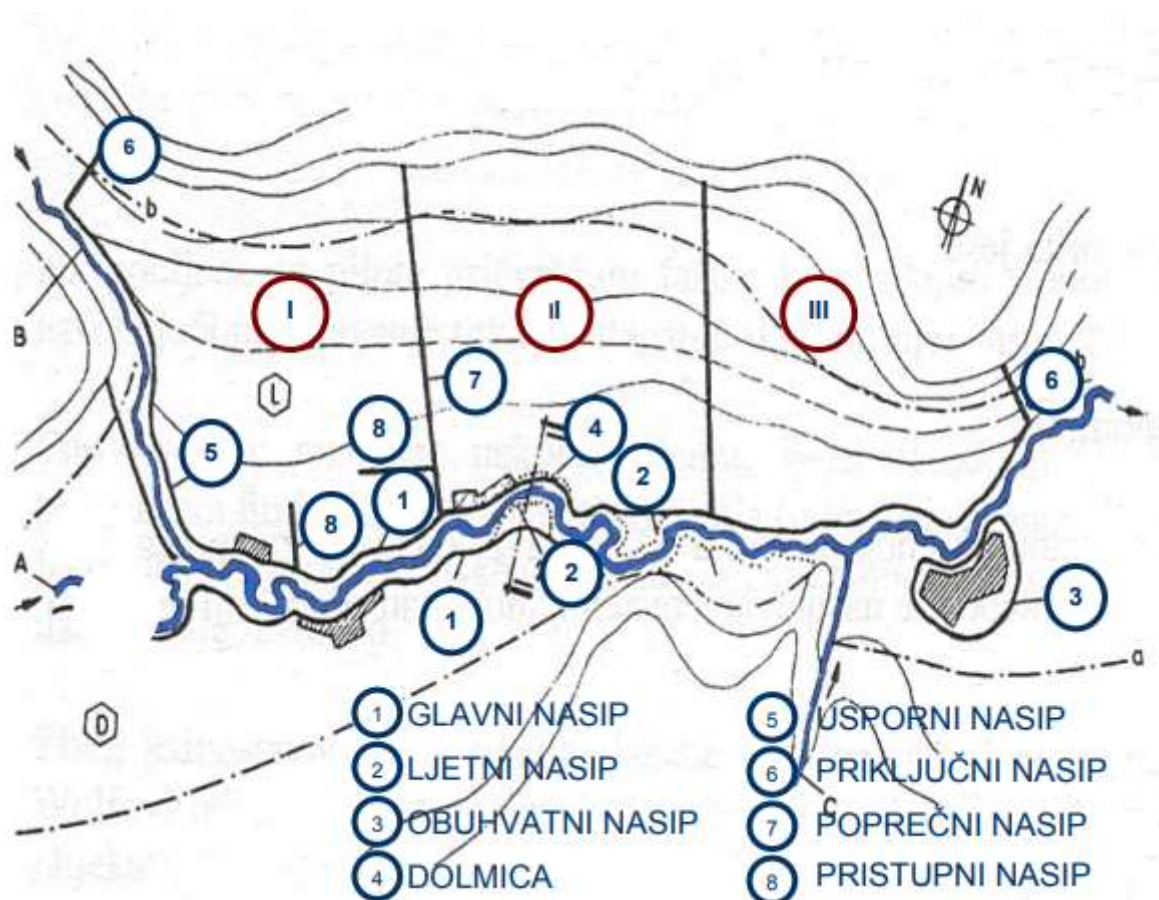 6
N
b
I
II
III
B
7
6
b
L
8
4
5
2
1
8
A
2
3
1
a
D
1 GLAVNI NASIP
5 USPORNI NASIP
2 LJETNI NASIP
6 PRIKLJUČNI NASIP
C
3 OBUHVATNI NASIP
7 POPREČNI NASIP
4 DOLMICA
8 PRISTUPNI NASIP